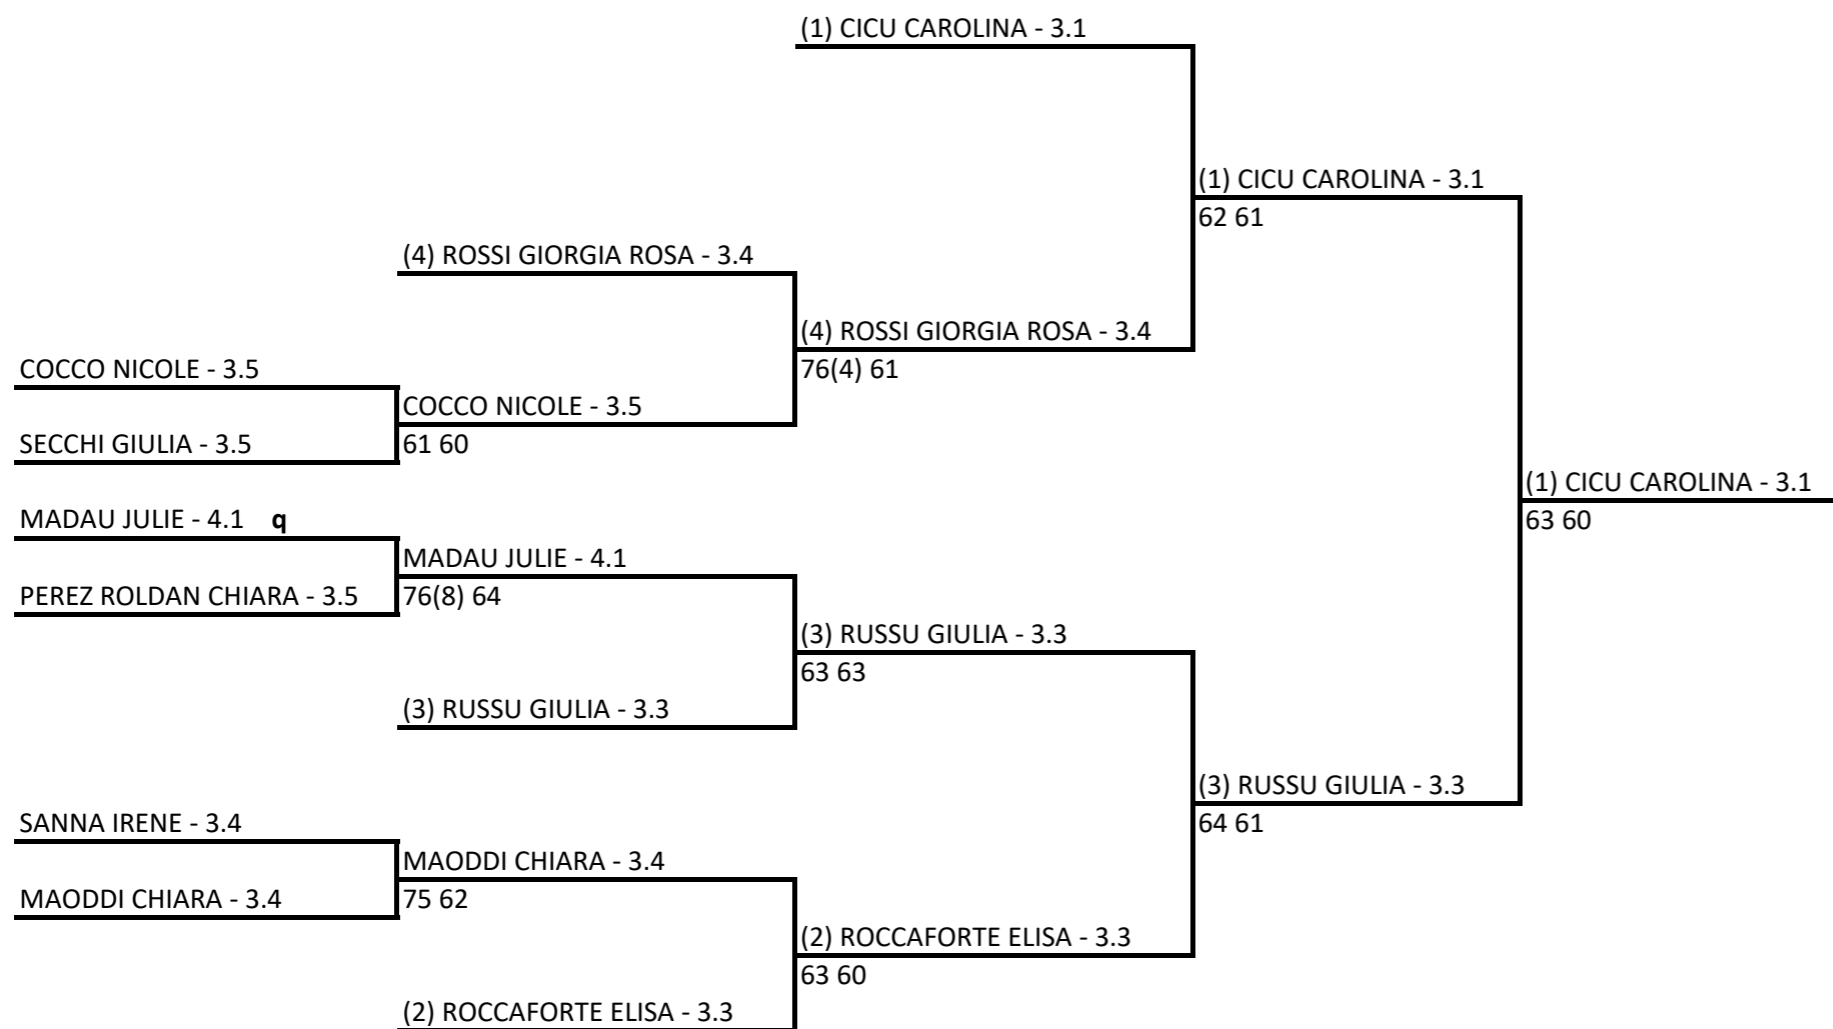 (1) CICU CAROLINA - 3.1
(1) CICU CAROLINA - 3.1
62 61
(4) ROSSI GIORGIA ROSA - 3.4
(4) ROSSI GIORGIA ROSA - 3.4
76(4) 61
COCCO NICOLE - 3.5
COCCO NICOLE - 3.5
SECCHI GIULIA - 3.5
61 60
(1) CICU CAROLINA - 3.1
63 60
MADAU JULIE - 4.1 q
MADAU JULIE - 4.1
PEREZ ROLDAN CHIARA - 3.5
76(8) 64
(3) RUSSU GIULIA - 3.3
63 63
(3) RUSSU GIULIA - 3.3
(3) RUSSU GIULIA - 3.3
64 61
SANNA IRENE - 3.4
MAODDI CHIARA - 3.4
MAODDI CHIARA - 3.4
75 62
(2) ROCCAFORTE ELISA - 3.3
63 60
(2) ROCCAFORTE ELISA - 3.3